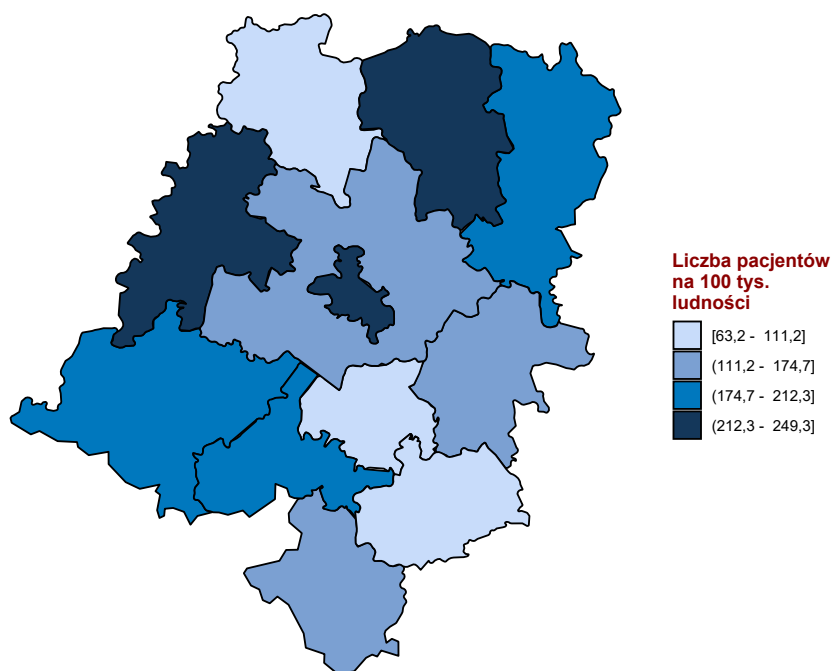 Liczba pacjentów
na 100 tys.
ludności
[63,2 - 111,2]
(111,2 - 174,7]
(174,7 - 212,3]
(212,3 - 249,3]